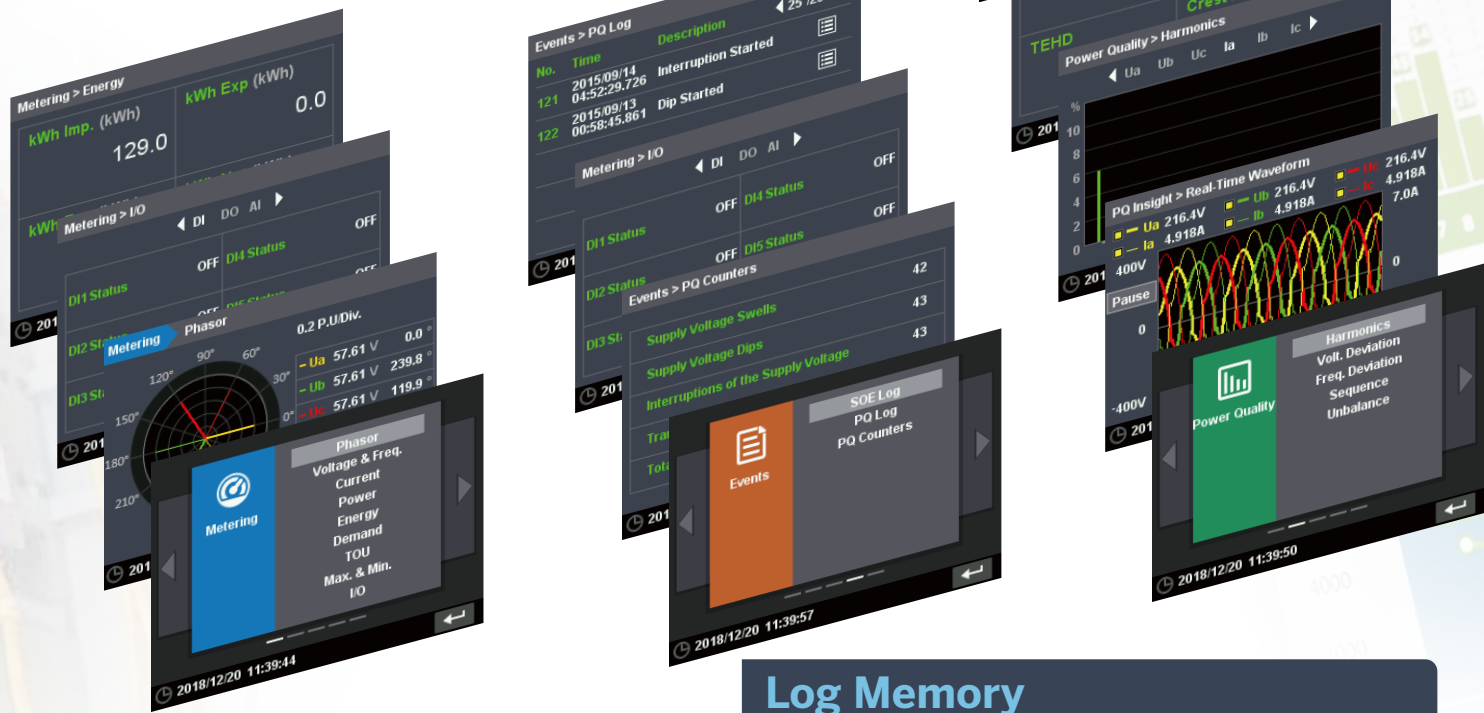 Metering > Energy
kWh Imp. (kWh)
129.0
kWh Exp (kWh)
0.0
Metering > I/O
DI DO AI
DI1 Status
OFF
DI4 Status
OFF
Metering Phasor
0.2 P.U/Div.
90° 60°
120° 30°
150° 0°
180°
210°
Ua 57.61 V 0.0 °
Ub 57.61 V 239.8 °
Uc 57.61 V 119.9 °
Metering
Phasor
Voltage & Freq.
Current
Power
Energy
Demand
TOU
Max. & Min.
I/O
2018/12/20 11:39:44
Events > PQ Log
No. Time Description
121 2015/09/14 04:52:29.726 Interruption Started
122 2015/09/13 00:58:45.861 Dip Started
Metering > I/O
DI DO AI
DI1 Status
OFF
DI4 Status
OFF
DI2 Status
OFF
DI5 Status
OFF
Events > PQ Counters
Supply Voltage Swells 42
Supply Voltage Dips 43
Interruptions of the Supply Voltage 43
Events
SOE Log
PQ Log
PQ Counters
2018/12/20 11:39:57
TEHD
Power Quality > Harmonics
Ua Ub Uc Ia Ib Ic
%
10
8
6
4
2
0
PQ Insight > Real-Time Waveform
Ua 216.4V Ub 216.4V Uc 216.4V
Ia 4.918A Ib 4.918A Ic 4.918A
400V 7.0A
Pause
0 0
-400V
Power Quality
Harmonics
Volt. Deviation
Freq. Deviation
Sequence
Unbalance
2018/12/20 11:39:50
Log Memory